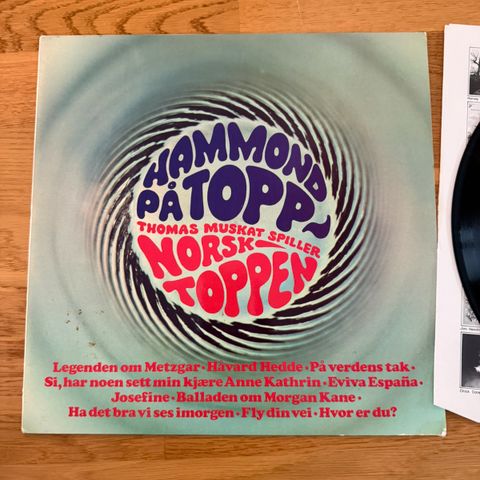 HAMMOND
PÅ TOPP
THOMAS MUSKAT SPILLER
NORSK-
TOPPEN
Legenden om Metzgar · Håvard Hedde · På verdens tak ·
Si, har noen sett min kjære Anne Kathrin · Eviva España ·
Josefine · Balladen om Morgan Kane ·
Ha det bra vi ses imorgen · Fly din vei · Hvor er du?